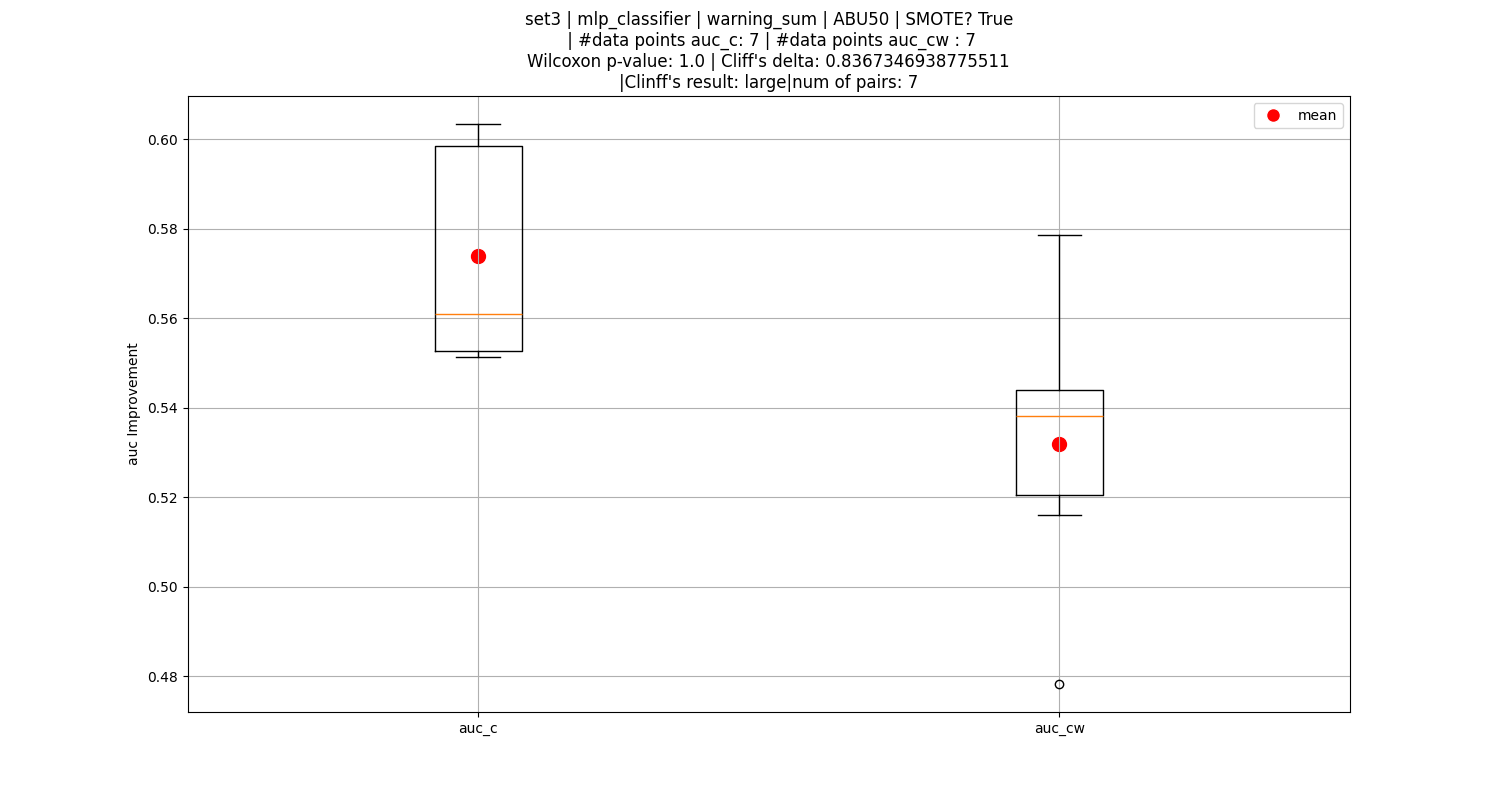 set3 | mlp_classifier | warning_sum | ABU50 | SMOTE? True
| #data points auc_c: 7 | #data points auc_cw : 7
Wilcoxon p-value: 1.0 | Cliff's delta: 0.8367346938775511
|Clinff's result: large|num of pairs: 7
mean
0.60
0.58
0.56
0.54
0.52
0.50
0.48
auc Improvement
auc_c
auc_cw